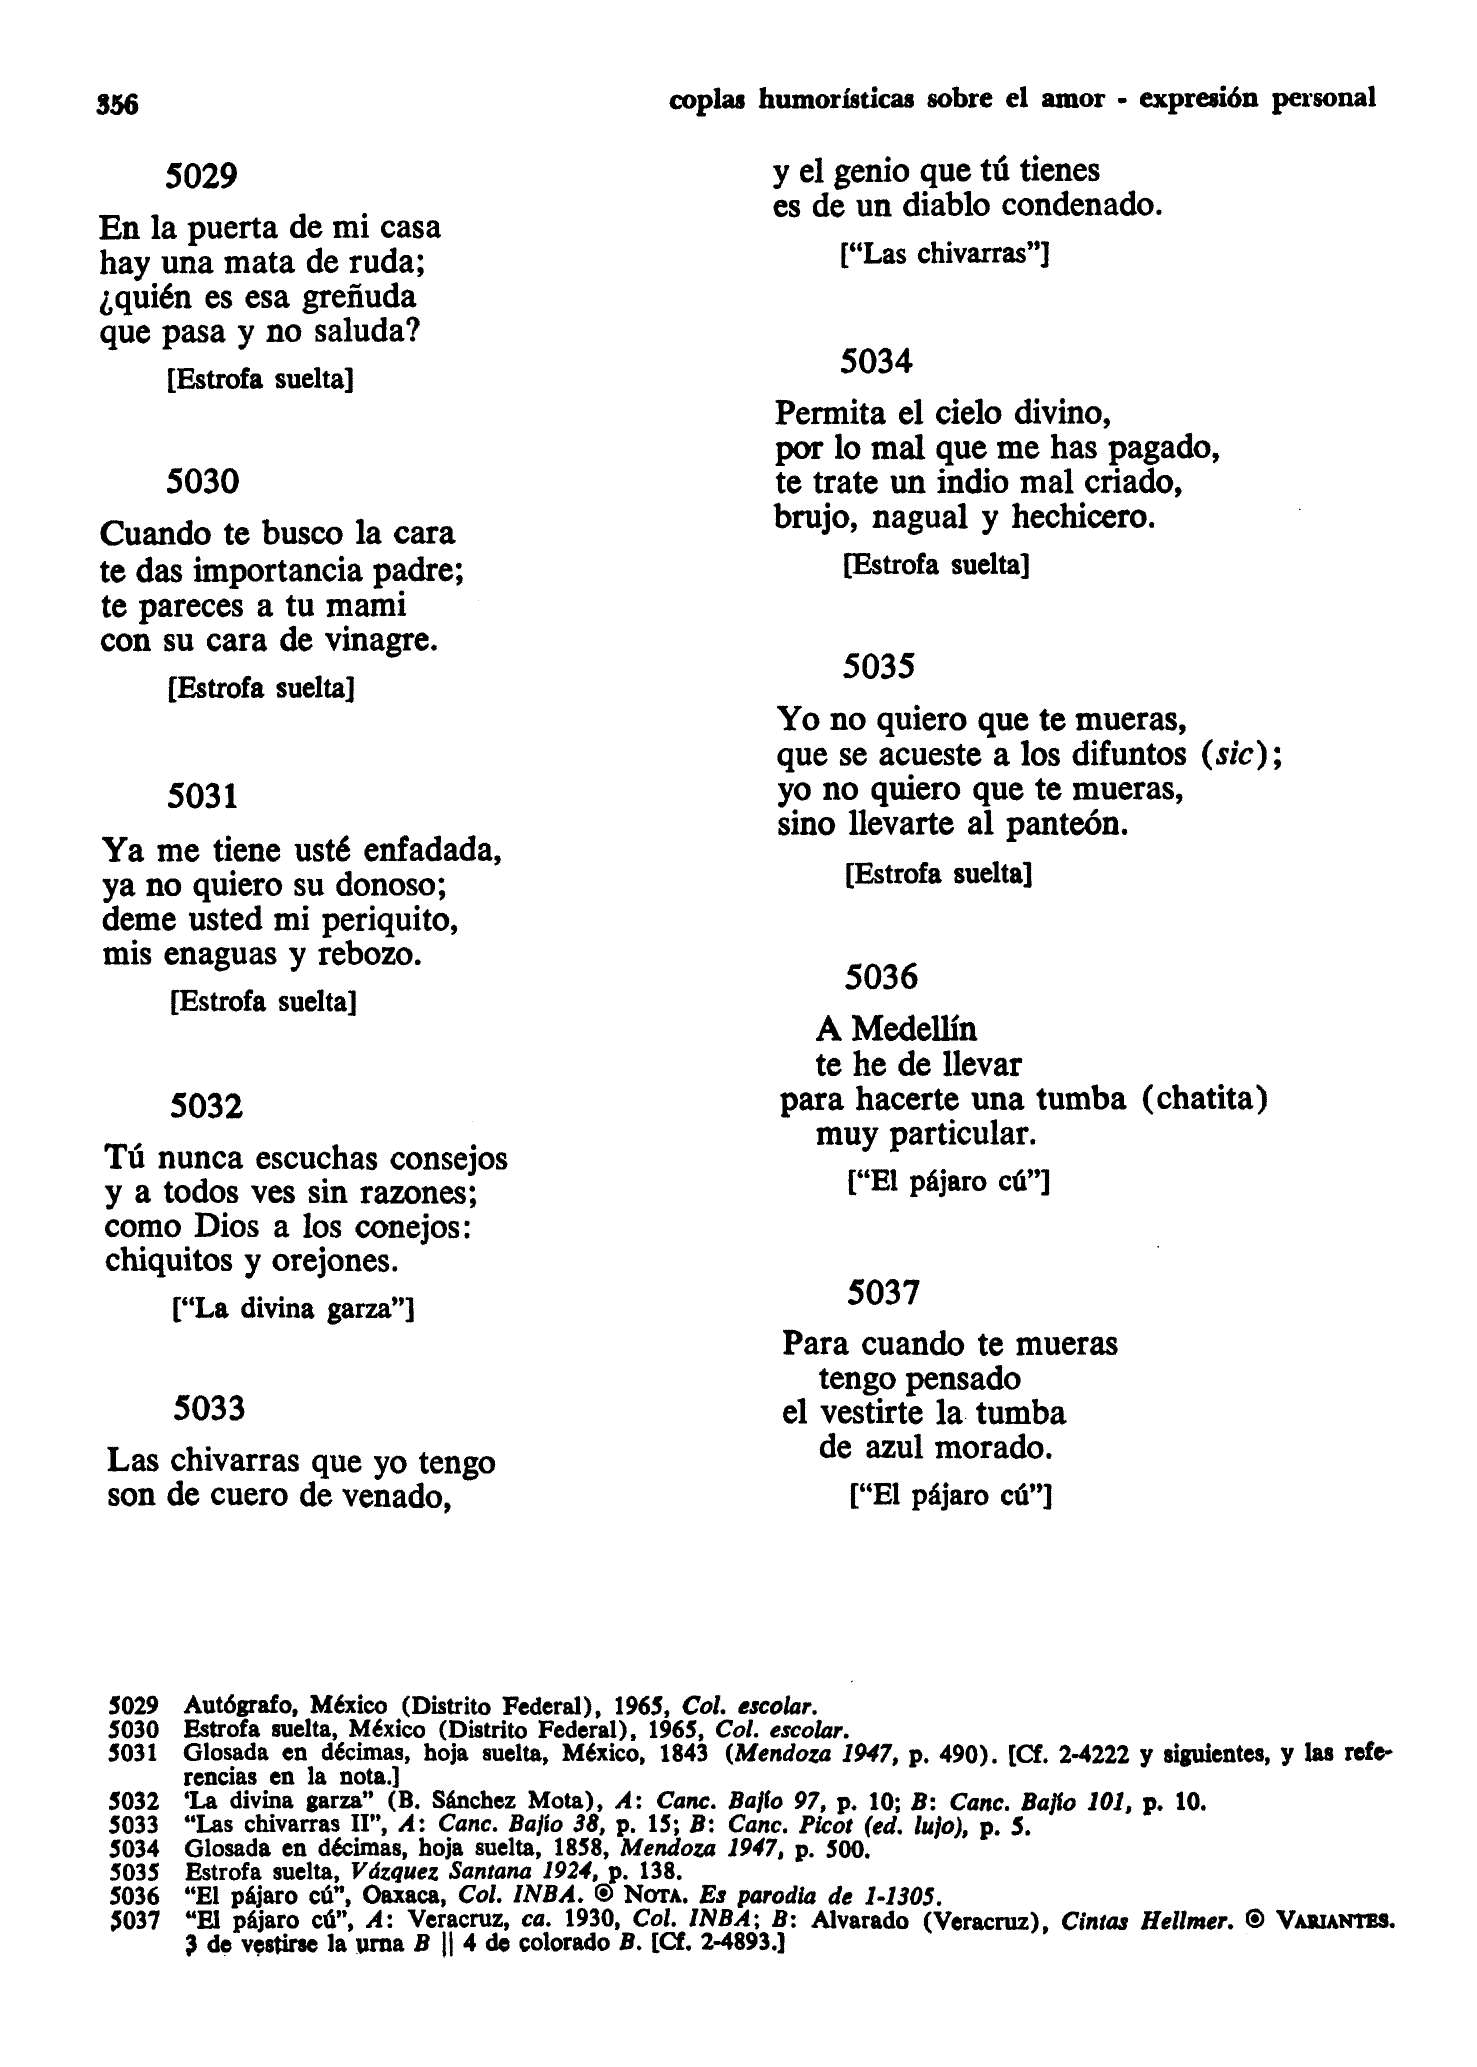 356
coplas humorísticas sobre el amor - expresión personal
5029
En la puerta de mi casa
hay una mata de ruda;
¿quién es esa greñuda
que pasa y no saluda?
[Estrofa suelta]
5030
Cuando te busco la cara
te das importancia padre;
te pareces a tu mami
con su cara de vinagre.
[Estrofa suelta]
5031
Ya me tiene usté enfadada,
ya no quiero su donoso;
deme usted mi periquito,
mis enaguas y rebozo.
[Estrofa suelta]
5032
Tú nunca escuchas consejos
y a todos ves sin razones;
como Dios a los conejos:
chiquitos y orejones.
[“La divina garza”]
5033
Las chivarras que yo tengo
son de cuero de venado,
y el genio que tú tienes
es de un diablo condenado.
[“Las chivarras”]
5034
Permita el cielo divino,
por lo mal que me has pagado,
te trate un indio mal criado,
brujo, nagual y hechicero.
[Estrofa suelta]
5035
Yo no quiero que te mueras,
que se acueste a los difuntos (sic);
yo no quiero que te mueras,
sino llevarte al panteón.
[Estrofa suelta]
5036
A Medellín
te he de llevar
para hacerte una tumba (chatita)
muy particular.
[“El pájaro cú”]
5037
Para cuando te mueras
tengo pensado
el vestirte la tumba
de azul morado.
[“El pájaro cú”]
5029 Autógrafo, México (Distrito Federal), 1965, Col. escolar.
5030 Estrofa suelta, México (Distrito Federal), 1965, Col. escolar.
5031 Glosada en décimas, hoja suelta, México, 1843 (Mendoza 1947, p. 490). [Cf. 2-4222 y siguientes, y las refe-
rencias en la nota.]
5032 ‘La divina garza” (B. Sánchez Mota), A: Canc. Bajío 97, p. 10; B: Canc. Bajío 101, p. 10.
5033 “Las chivarras II”, A: Canc. Bajío 38, p. 15; B: Canc. Picot (ed. lujo), p. 5.
5034 Glosada en décimas, hoja suelta, 1858, Mendoza 1947, p. 500.
5035 Estrofa suelta, Vázquez Santana 1924, p. 138.
5036 “El pájaro cú”, Oaxaca, Col. INBA. ® NOTA. Es parodia de 1-1305.
5037 “El pájaro cú”, A: Veracruz, ca. 1930, Col. INBA; B: Alvarado (Veracruz), Cintas Hellmer. ® VARIANTES.
3 de vestirse la urna B || 4 de colorado B. [Cf. 2-4893.]